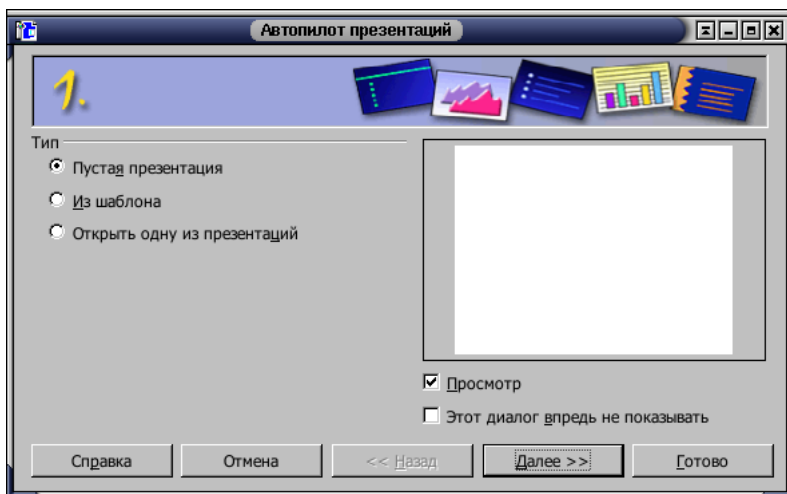 Автопилот презентаций
1.
Тип
Пустая презентация
Из шаблона
Открыть одну из презентаций
Просмотр
Этот диалог впредь не показывать
Справка Отмена << Назад Далее >> Готово